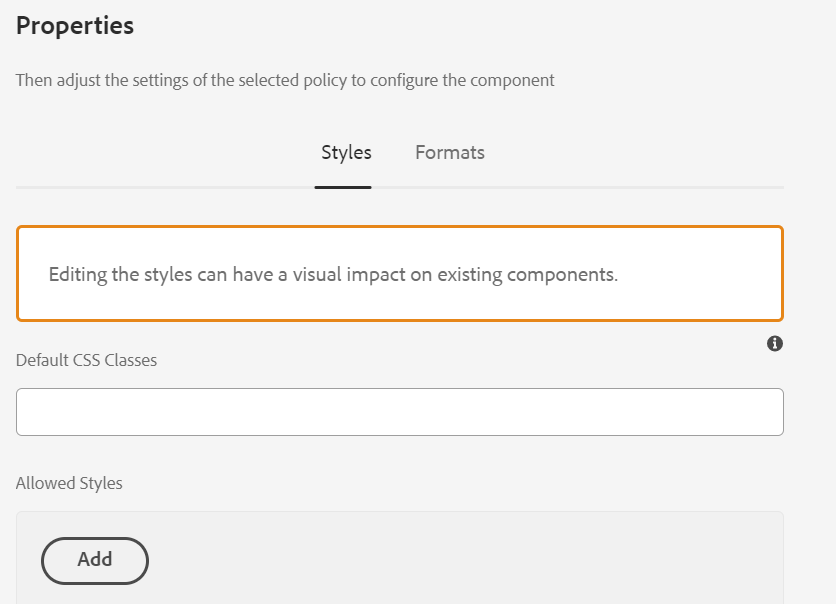 Properties
Then adjust the settings of the selected policy to configure the component
Styles
Formats
Editing the styles can have a visual impact on existing components.
Default CSS Classes
Allowed Styles
Add